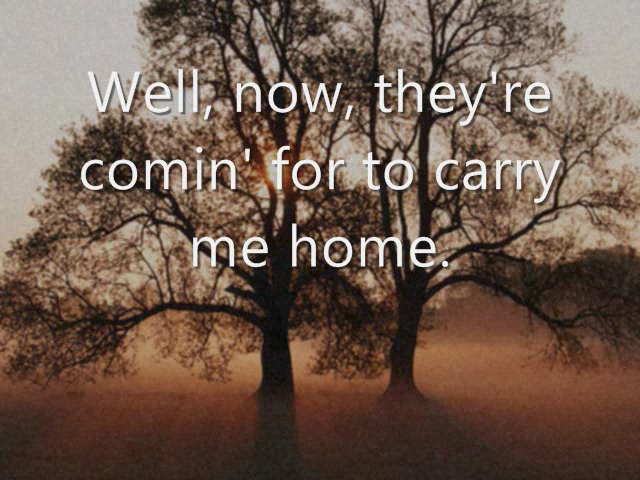 Well, now, they're
comin' for to carry
me home.